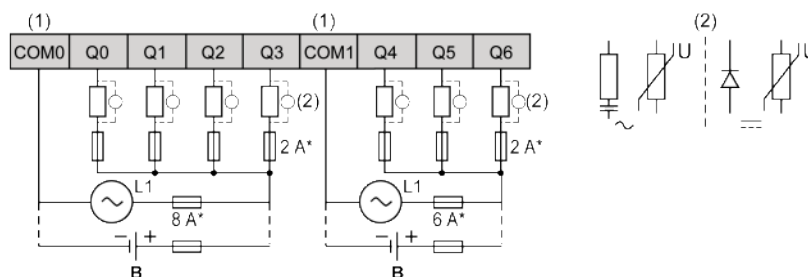 (1) (1) (2)
COM0 Q0 Q1 Q2 Q3 COM1 Q4 Q5 Q6
U U
(2) (2)
2 A* 2 A*
L1 L1
8 A* 6 A*
− + − +
B B